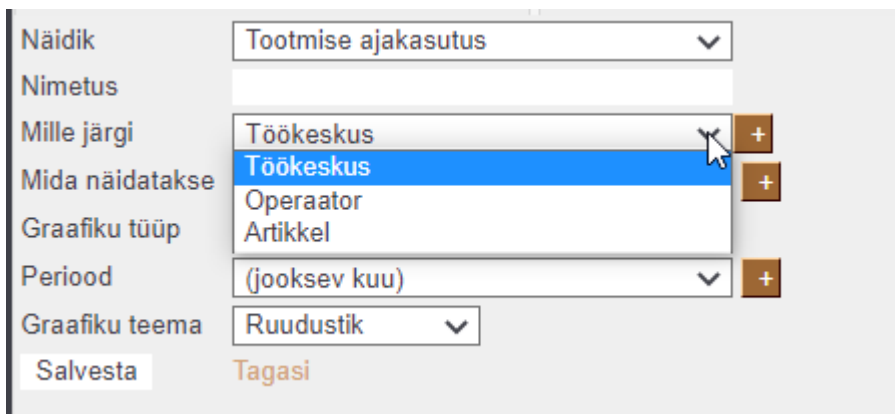 Näidik Tootmise ajakasutus
Nimetus
Mille järgi Töökeskus +
Töökeskus
Mida näidatakse +
Operaator
Graafiku tüüp Artikkel
Periood (jooksev kuu) +
Graafiku teema Ruudustik
Salvesta Tagasi